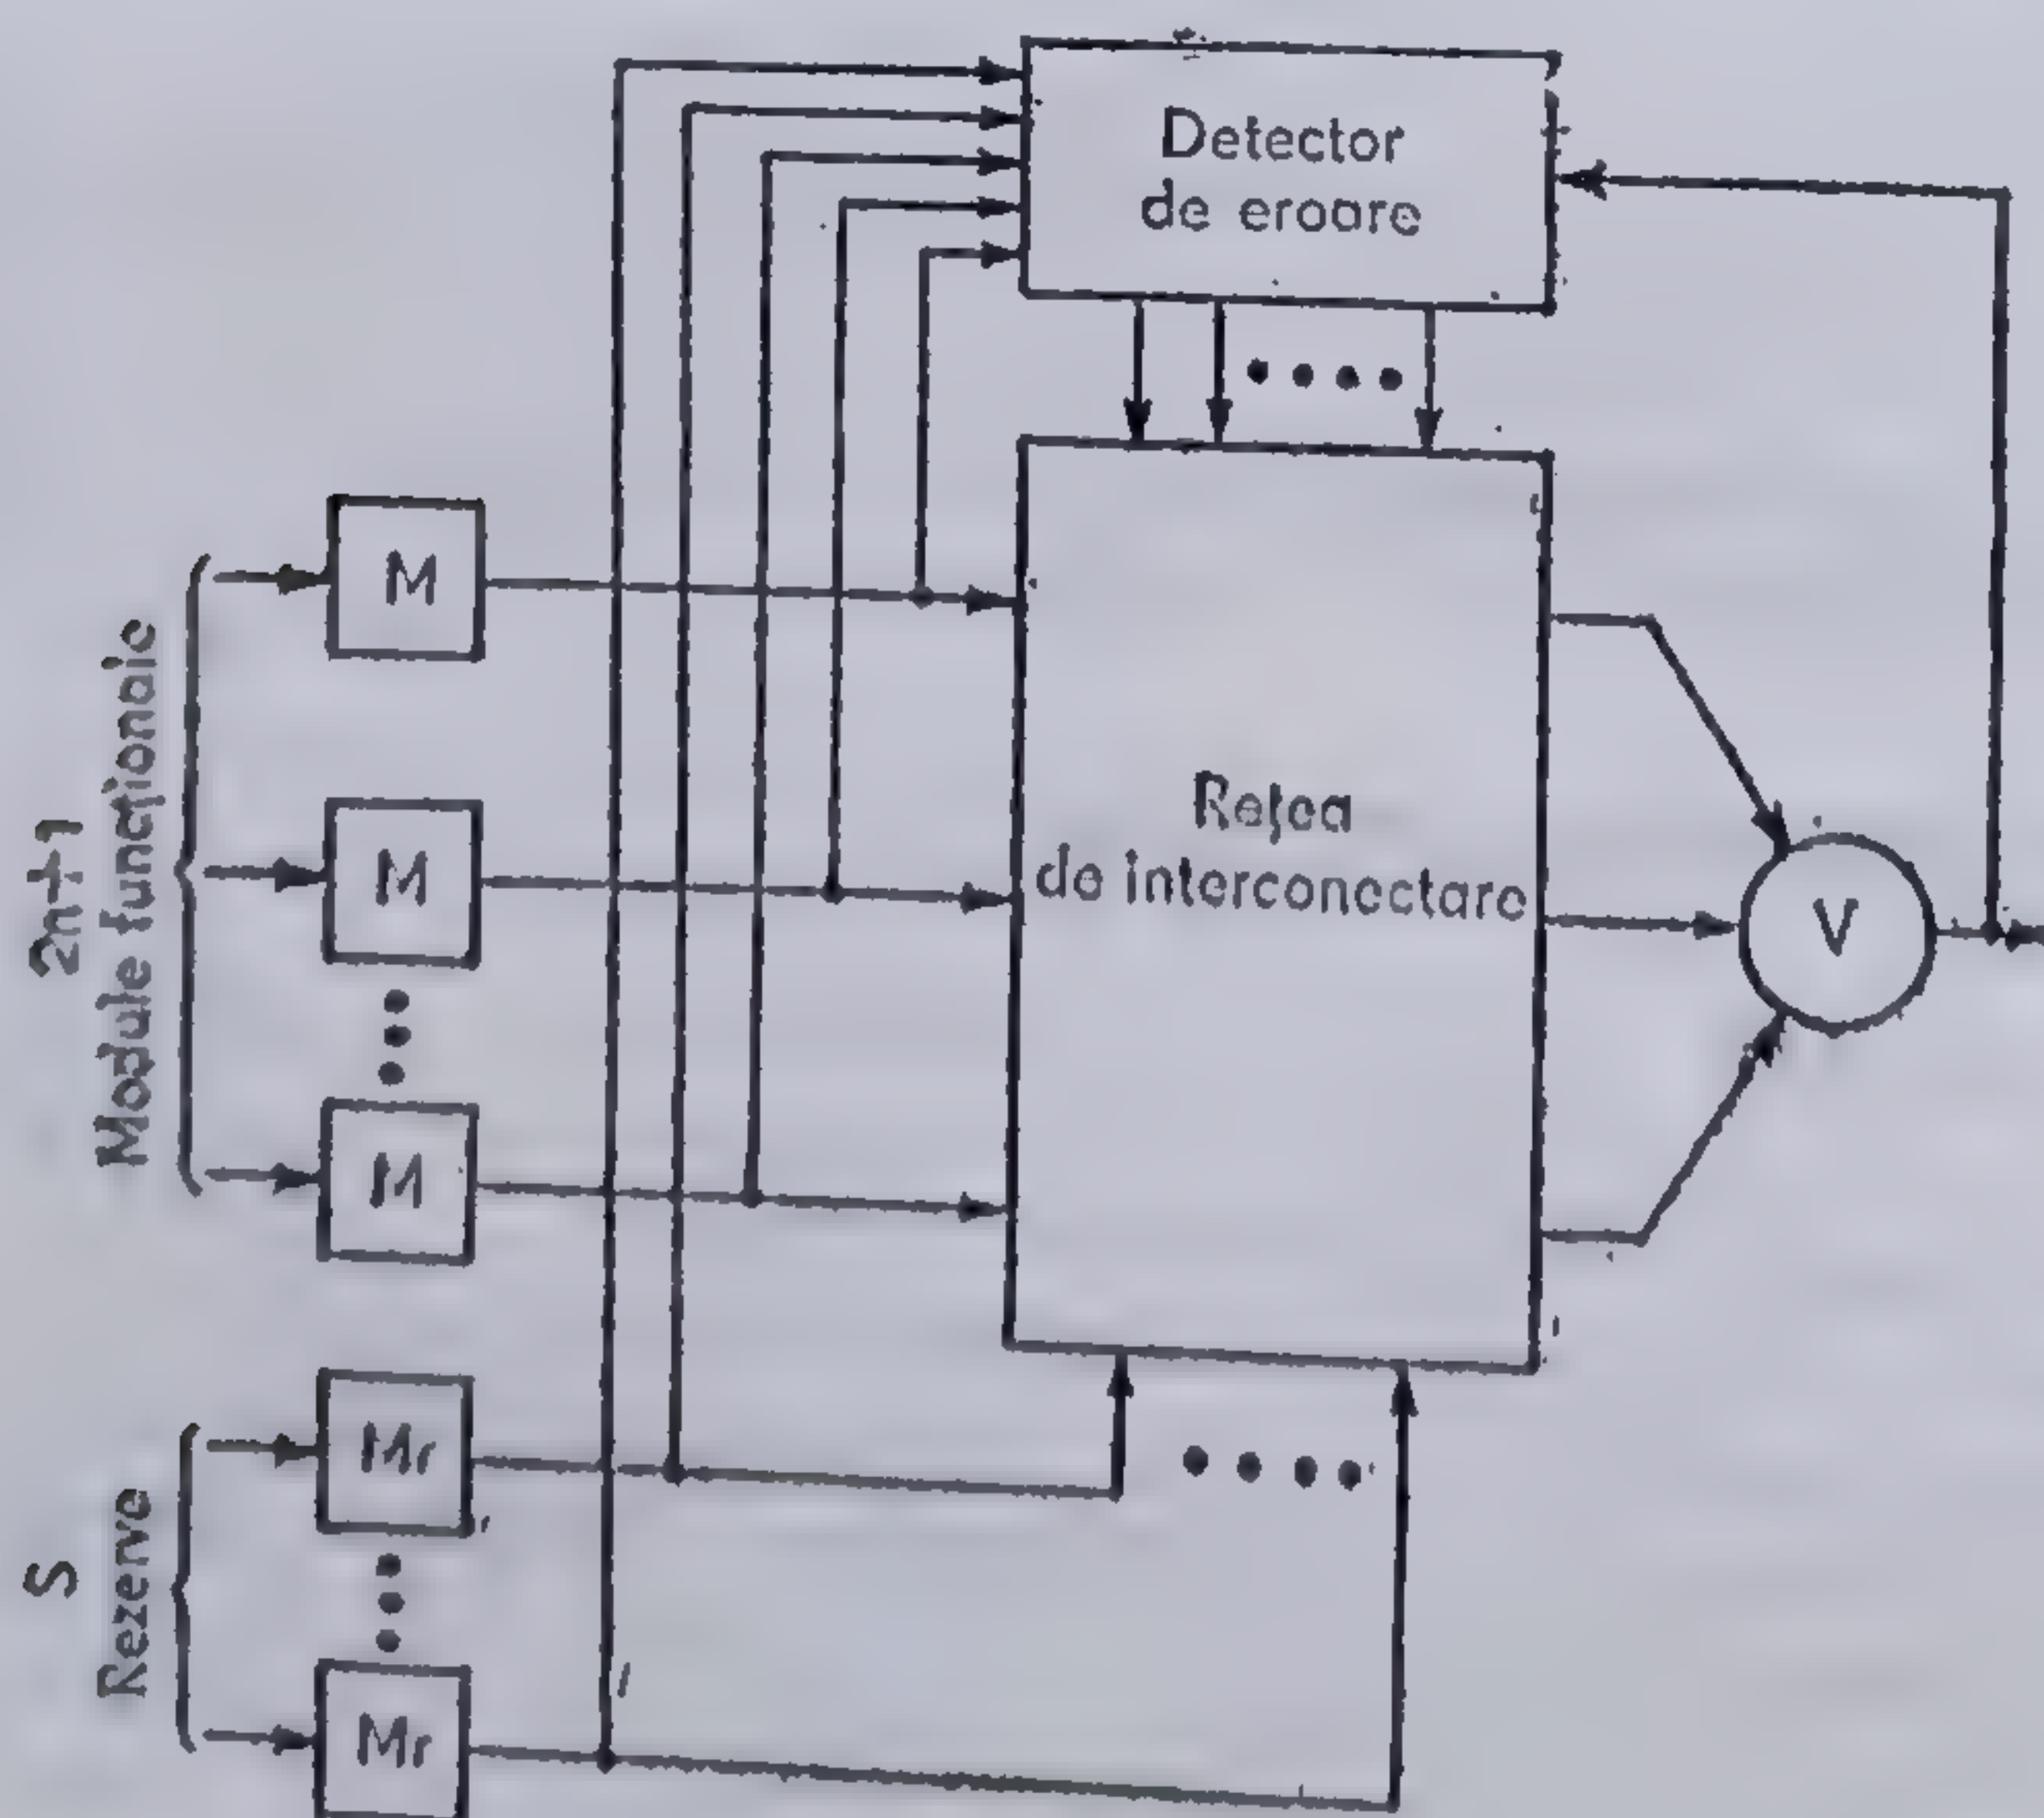 Detector
de eroare
M
2n+1
Module funcționale
M
Rețea
de interconectare
V
M
Mr
S
Rezerve
Mr